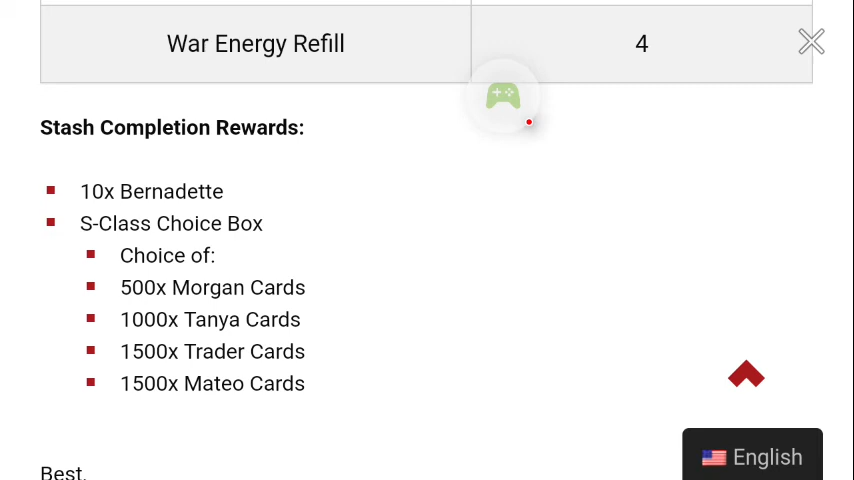 War Energy Refill 4
Stash Completion Rewards:
10x Bernadette
S-Class Choice Box
Choice of:
500x Morgan Cards
1000x Tanya Cards
1500x Trader Cards
1500x Mateo Cards
English
Best,